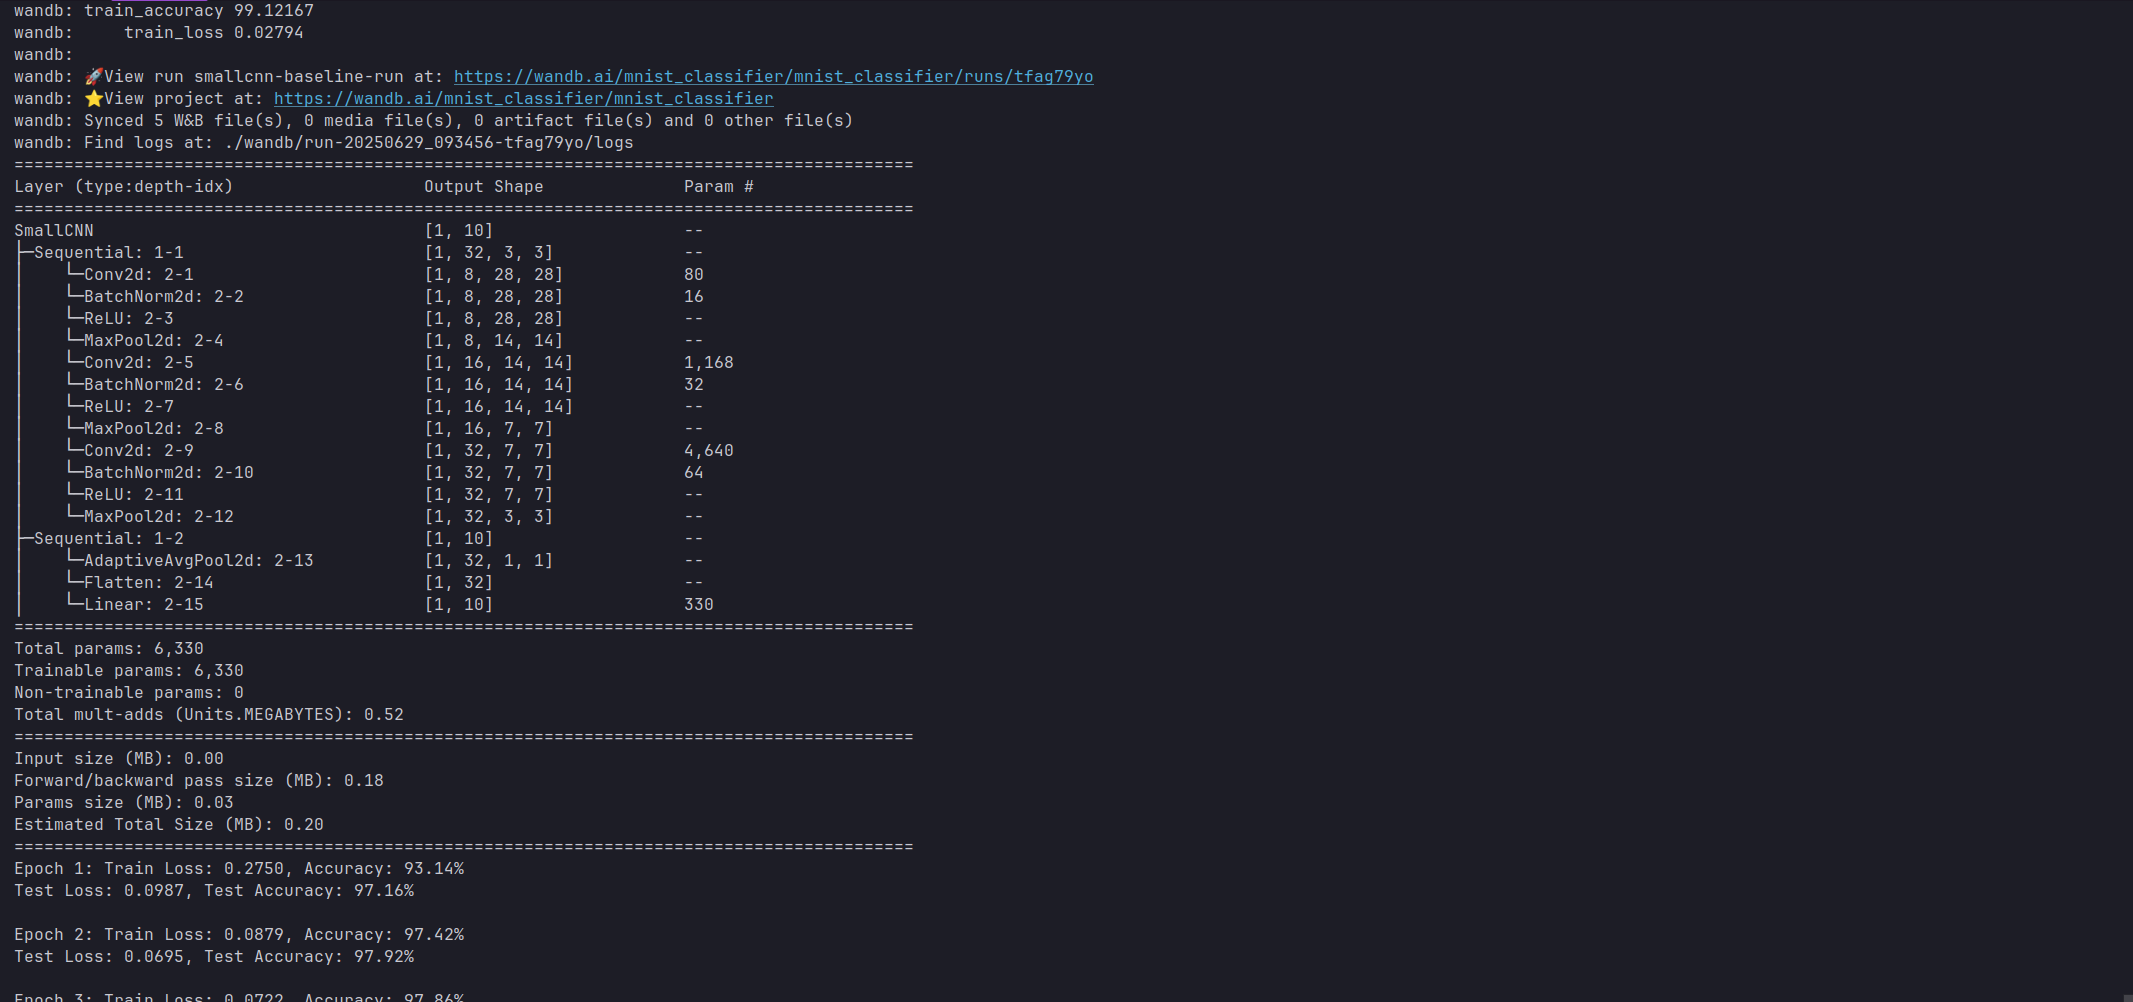 wandb: train_accuracy 99.12167
wandb:     train_loss 0.02794
wandb:
wandb: 🚀View run smallcnn-baseline-run at: https://wandb.ai/mnist_classifier/mnist_classifier/runs/tfag79yo
wandb: ⭐View project at: https://wandb.ai/mnist_classifier/mnist_classifier
wandb: Synced 5 W&B file(s), 0 media file(s), 0 artifact file(s) and 0 other file(s)
wandb: Find logs at: ./wandb/run-20250629_093456-tfag79yo/logs
==========================================================================================
Layer (type:depth-idx)                   Output Shape              Param #
==========================================================================================
SmallCNN                                 [1, 10]                   --
├─Sequential: 1-1                        [1, 32, 3, 3]             --
│    └─Conv2d: 2-1                       [1, 8, 28, 28]            80
│    └─BatchNorm2d: 2-2                  [1, 8, 28, 28]            16
│    └─ReLU: 2-3                         [1, 8, 28, 28]            --
│    └─MaxPool2d: 2-4                    [1, 8, 14, 14]            --
│    └─Conv2d: 2-5                       [1, 16, 14, 14]           1,168
│    └─BatchNorm2d: 2-6                  [1, 16, 14, 14]           32
│    └─ReLU: 2-7                         [1, 16, 14, 14]           --
│    └─MaxPool2d: 2-8                    [1, 16, 7, 7]             --
│    └─Conv2d: 2-9                       [1, 32, 7, 7]             4,640
│    └─BatchNorm2d: 2-10                 [1, 32, 7, 7]             64
│    └─ReLU: 2-11                        [1, 32, 7, 7]             --
│    └─MaxPool2d: 2-12                   [1, 32, 3, 3]             --
├─Sequential: 1-2                        [1, 10]                   --
│    └─AdaptiveAvgPool2d: 2-13           [1, 32, 1, 1]             --
│    └─Flatten: 2-14                     [1, 32]                   --
│    └─Linear: 2-15                      [1, 10]                   330
==========================================================================================
Total params: 6,330
Trainable params: 6,330
Non-trainable params: 0
Total mult-adds (Units.MEGABYTES): 0.52
==========================================================================================
Input size (MB): 0.00
Forward/backward pass size (MB): 0.18
Params size (MB): 0.03
Estimated Total Size (MB): 0.20
==========================================================================================
Epoch 1: Train Loss: 0.2750, Accuracy: 93.14%
Test Loss: 0.0987, Test Accuracy: 97.16%

Epoch 2: Train Loss: 0.0879, Accuracy: 97.42%
Test Loss: 0.0695, Test Accuracy: 97.92%

Epoch 3: Train Loss: 0.0722, Accuracy: 97.86%